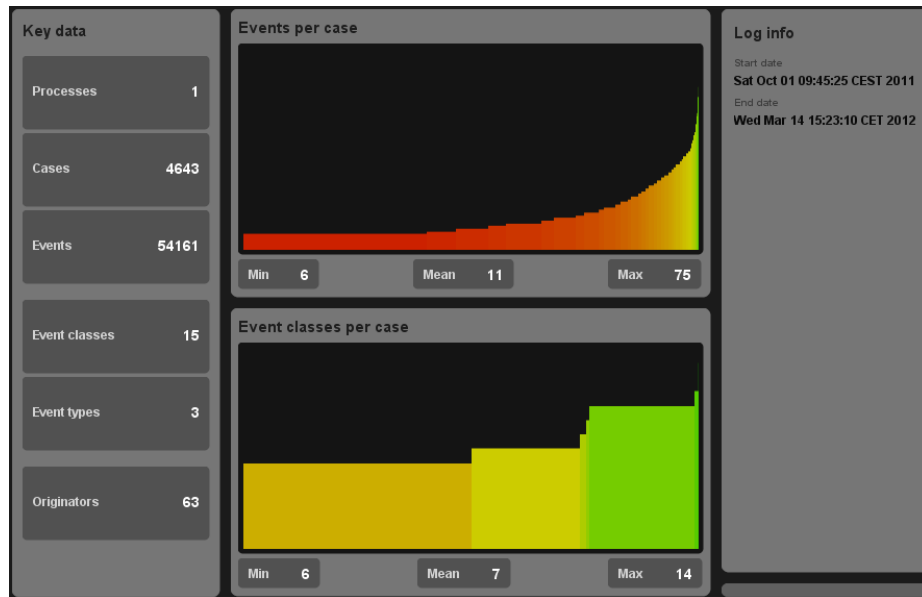 Key data
Processes 1
Cases 4643
Events 54161
Event classes 15
Event types 3
Originators 63
Events per case
Min 6 Mean 11 Max 75
Event classes per case
Min 6 Mean 7 Max 14
Log info
Start date
Sat Oct 01 09:45:25 CEST 2011
End date
Wed Mar 14 15:23:10 CET 2012